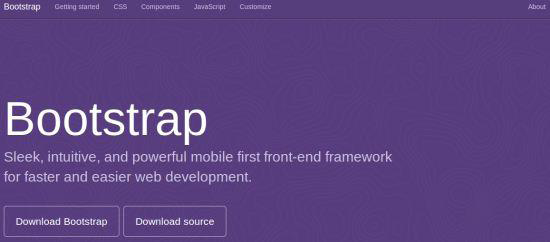 Bootstrap Getting started CSS Components JavaScript Customize About
Bootstrap
Sleek, intuitive, and powerful mobile first front-end framework
for faster and easier web development.
Download Bootstrap Download source